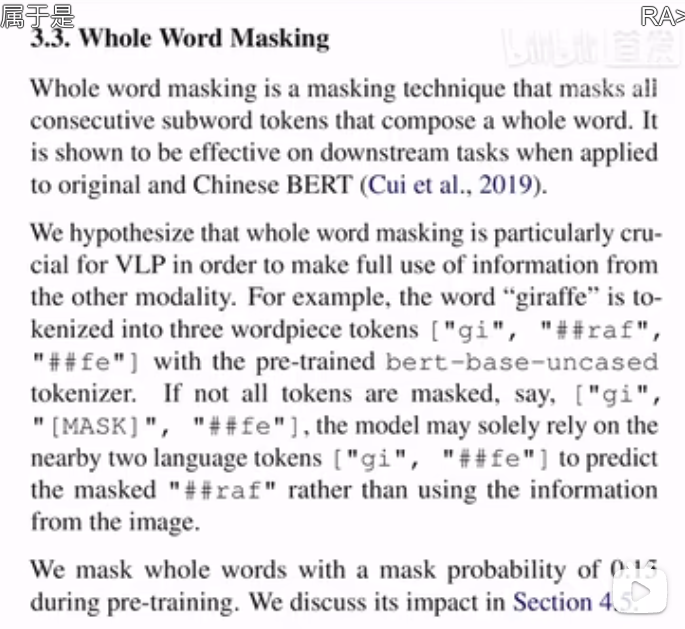 属于是
RA>
3.3. Whole Word Masking
Whole word masking is a masking technique that masks all
consecutive subword tokens that compose a whole word. It
is shown to be effective on downstream tasks when applied
to original and Chinese BERT (Cui et al., 2019).
We hypothesize that whole word masking is particularly cru-
cial for VLP in order to make full use of information from
the other modality. For example, the word “giraffe” is to-
kenized into three wordpiece tokens ["gi", "##raf",
"##fe"] with the pre-trained bert-base-uncased
tokenizer. If not all tokens are masked, say, ["gi",
"[MASK]", "##fe"], the model may solely rely on the
nearby two language tokens ["gi", "##fe"] to predict
the masked "##raf" rather than using the information
from the image.
We mask whole words with a mask probability of 0.15
during pre-training. We discuss its impact in Section 4.5.